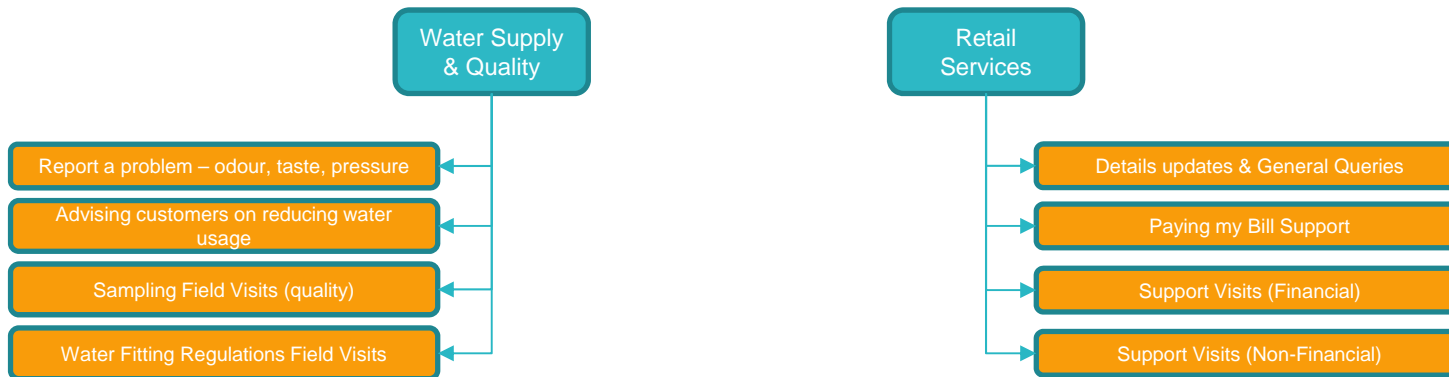 Water Supply
& Quality
Report a problem – odour, taste, pressure
Advising customers on reducing water
usage
Sampling Field Visits (quality)
Water Fitting Regulations Field Visits
Retail
Services
Details updates & General Queries
Paying my Bill Support
Support Visits (Financial)
Support Visits (Non-Financial)